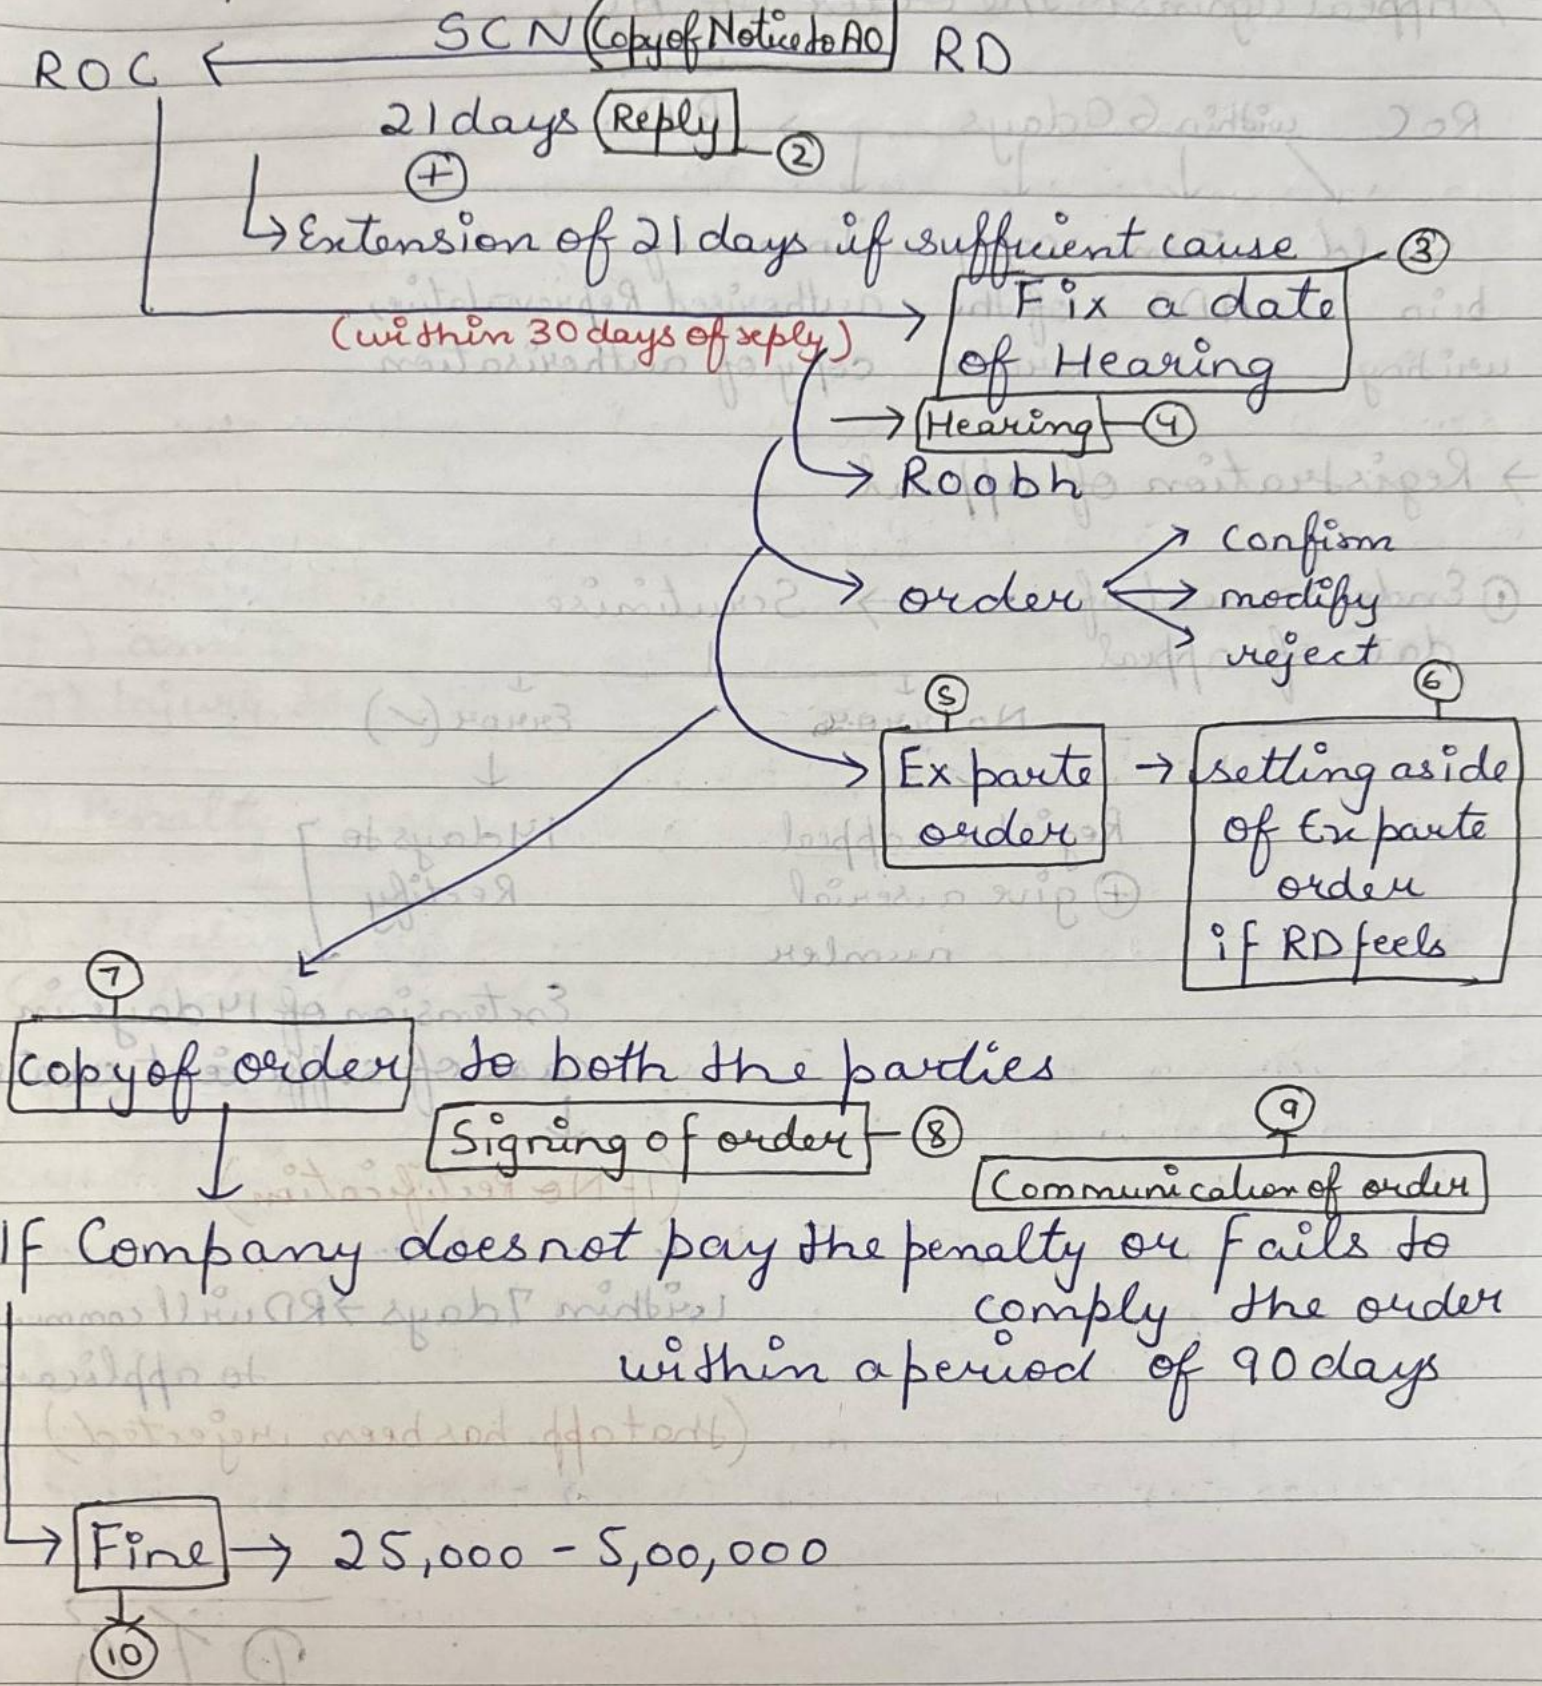 SCN (Copy of Notice to AO) RD
ROC
21 days (Reply) 2
+
Extension of 21 days if sufficient cause 3
Fix a date
(within 30 days of reply)
of Hearing
Hearing 4
Roobh
confirm
order modify
reject
5 6
Ex parte → setting aside
order of Ex parte
order
if RD feels
7
copy of order to both the parties
9
Signing of order 8
Communication of order
If Company does not pay the penalty or fails to
comply the order
within a period of 90 days
Fine → 25,000 - 5,00,000
10